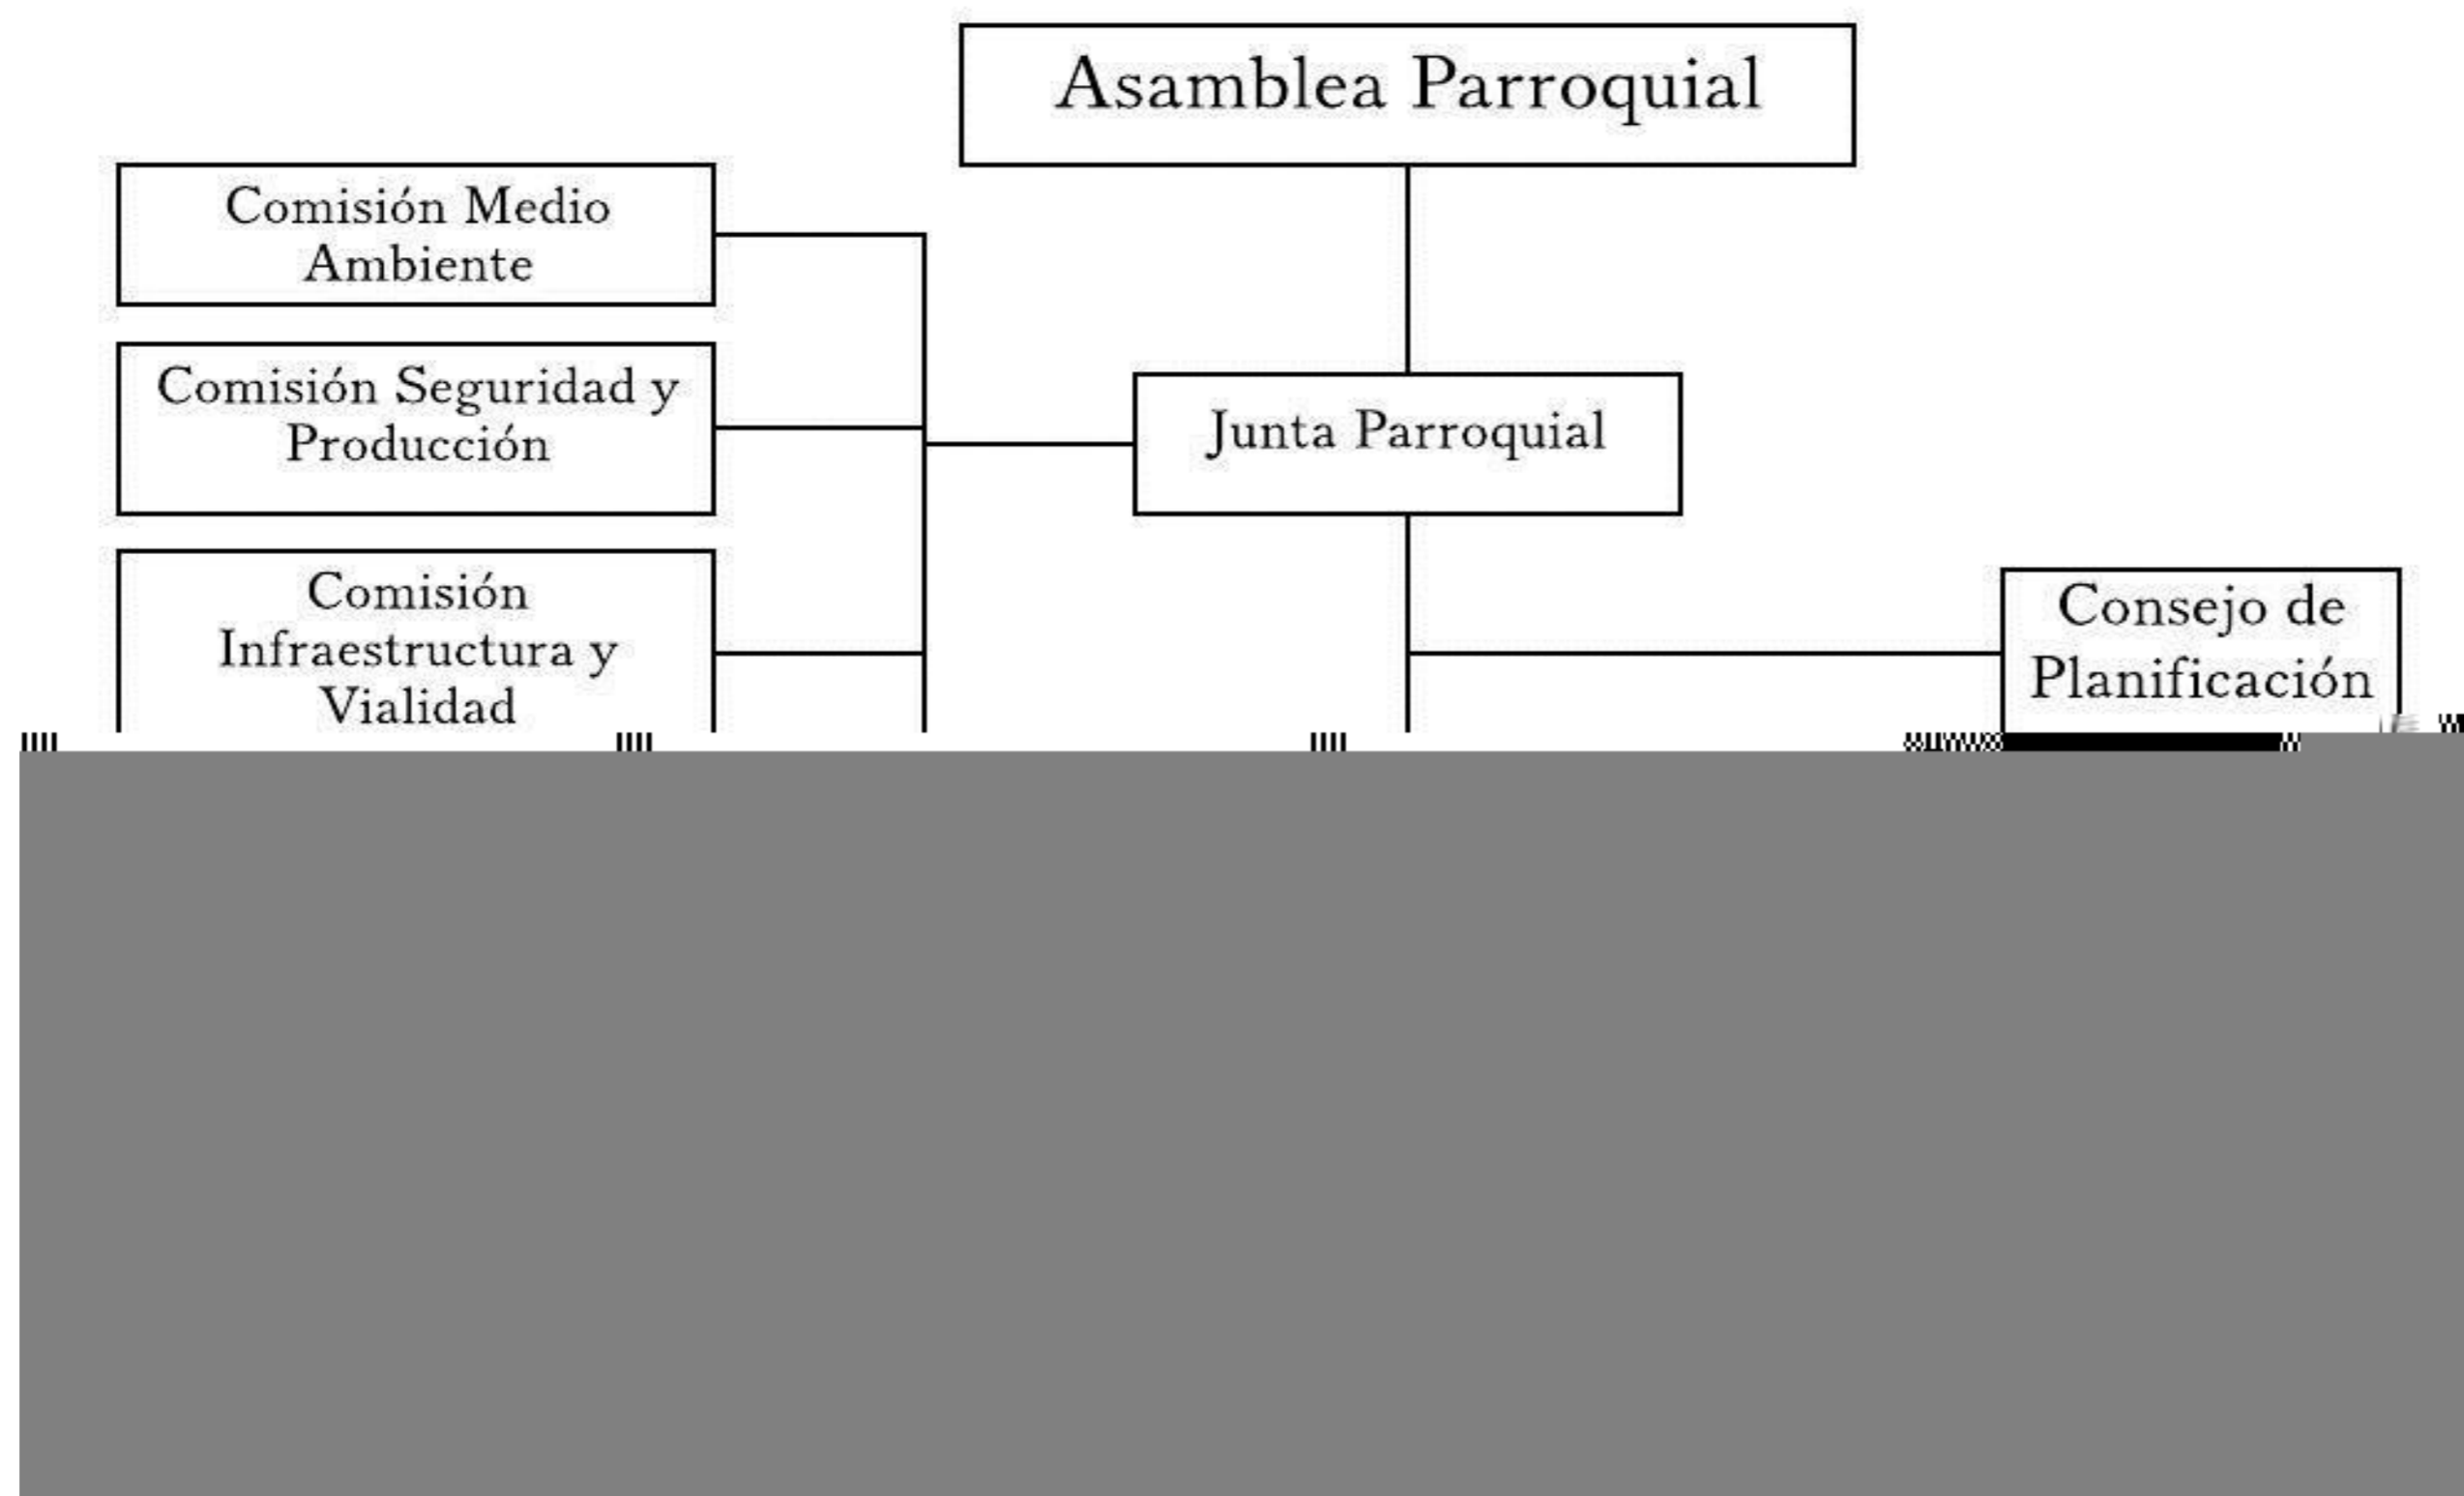 Asamblea Parroquial
Comisión Medio
Ambiente
Comisión Seguridad y
Producción
Junta Parroquial
Comisión
Infraestructura y
Vialidad
Consejo de
Planificación